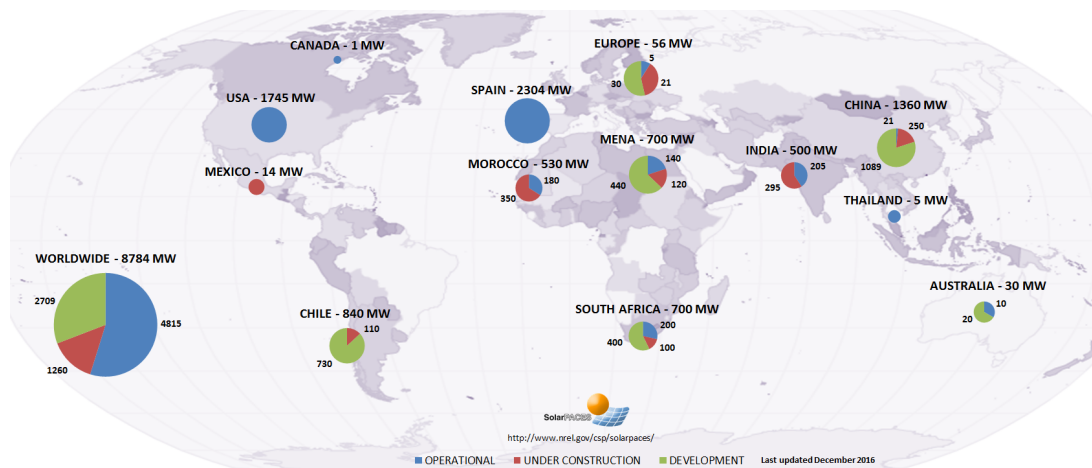 CANADA - 1 MW
EUROPE - 56 MW
5
30
21
USA - 1745 MW
SPAIN - 2304 MW
CHINA - 1360 MW
21
250
1089
MENA - 700 MW
140
440
120
MOROCCO - 530 MW
180
350
INDIA - 500 MW
205
295
MEXICO - 14 MW
THAILAND - 5 MW
WORLDWIDE - 8784 MW
2709
4815
1260
AUSTRALIA - 30 MW
10
20
CHILE - 840 MW
110
730
SOUTH AFRICA - 700 MW
200
400
100
SolarPACES
http://www.nrel.gov/csp/solarpaces/
OPERATIONAL UNDER CONSTRUCTION DEVELOPMENT Last updated December 2016